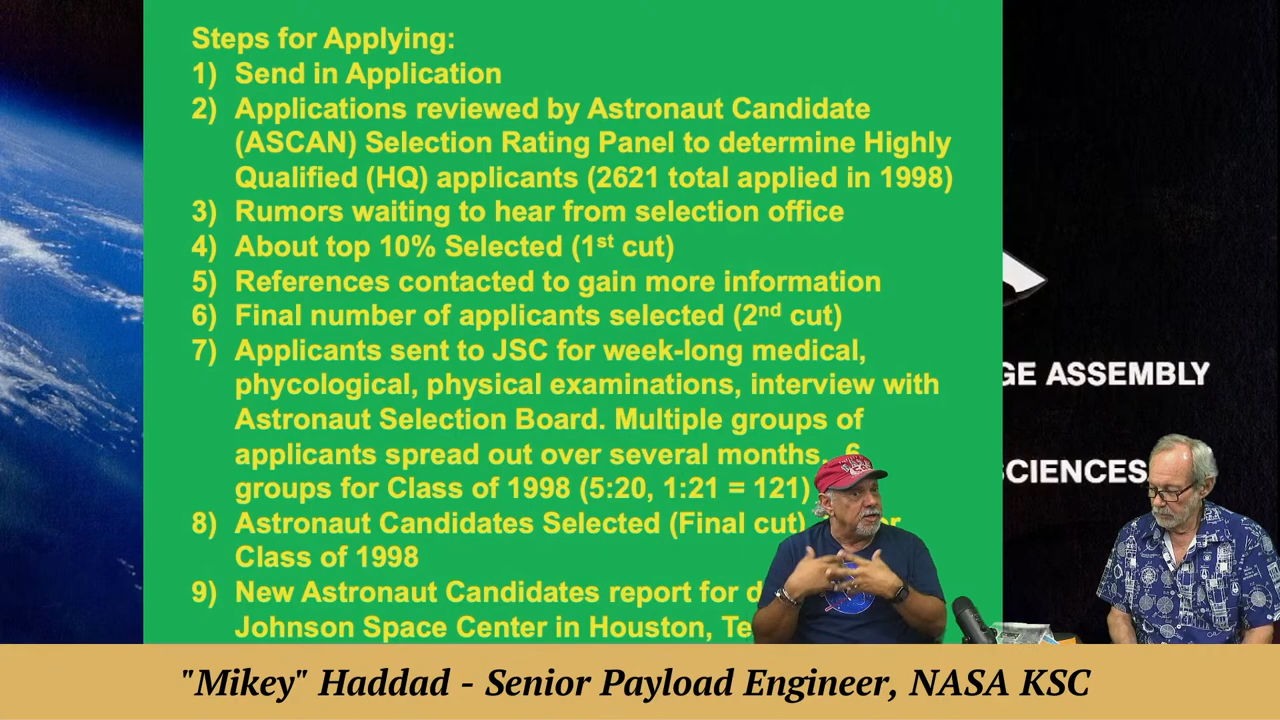 Steps for Applying:
1) Send in Application
2) Applications reviewed by Astronaut Candidate
(ASCAN) Selection Rating Panel to determine Highly
Qualified (HQ) applicants (2621 total applied in 1998)
3) Rumors waiting to hear from selection office
4) About top 10% Selected (1st cut)
5) References contacted to gain more information
6) Final number of applicants selected (2nd cut)
7) Applicants sent to JSC for week-long medical,
phycological, physical examinations, interview with
Astronaut Selection Board. Multiple groups of
applicants spread out over several months. 6
groups for Class of 1998 (5:20, 1:21 = 121)
8) Astronaut Candidates Selected (Final cut)
Class of 1998
9) New Astronaut Candidates report for
Johnson Space Center in Houston,
ASSEMBLY
SCIENCES
"Mikey" Haddad - Senior Payload Engineer, NASA KSC